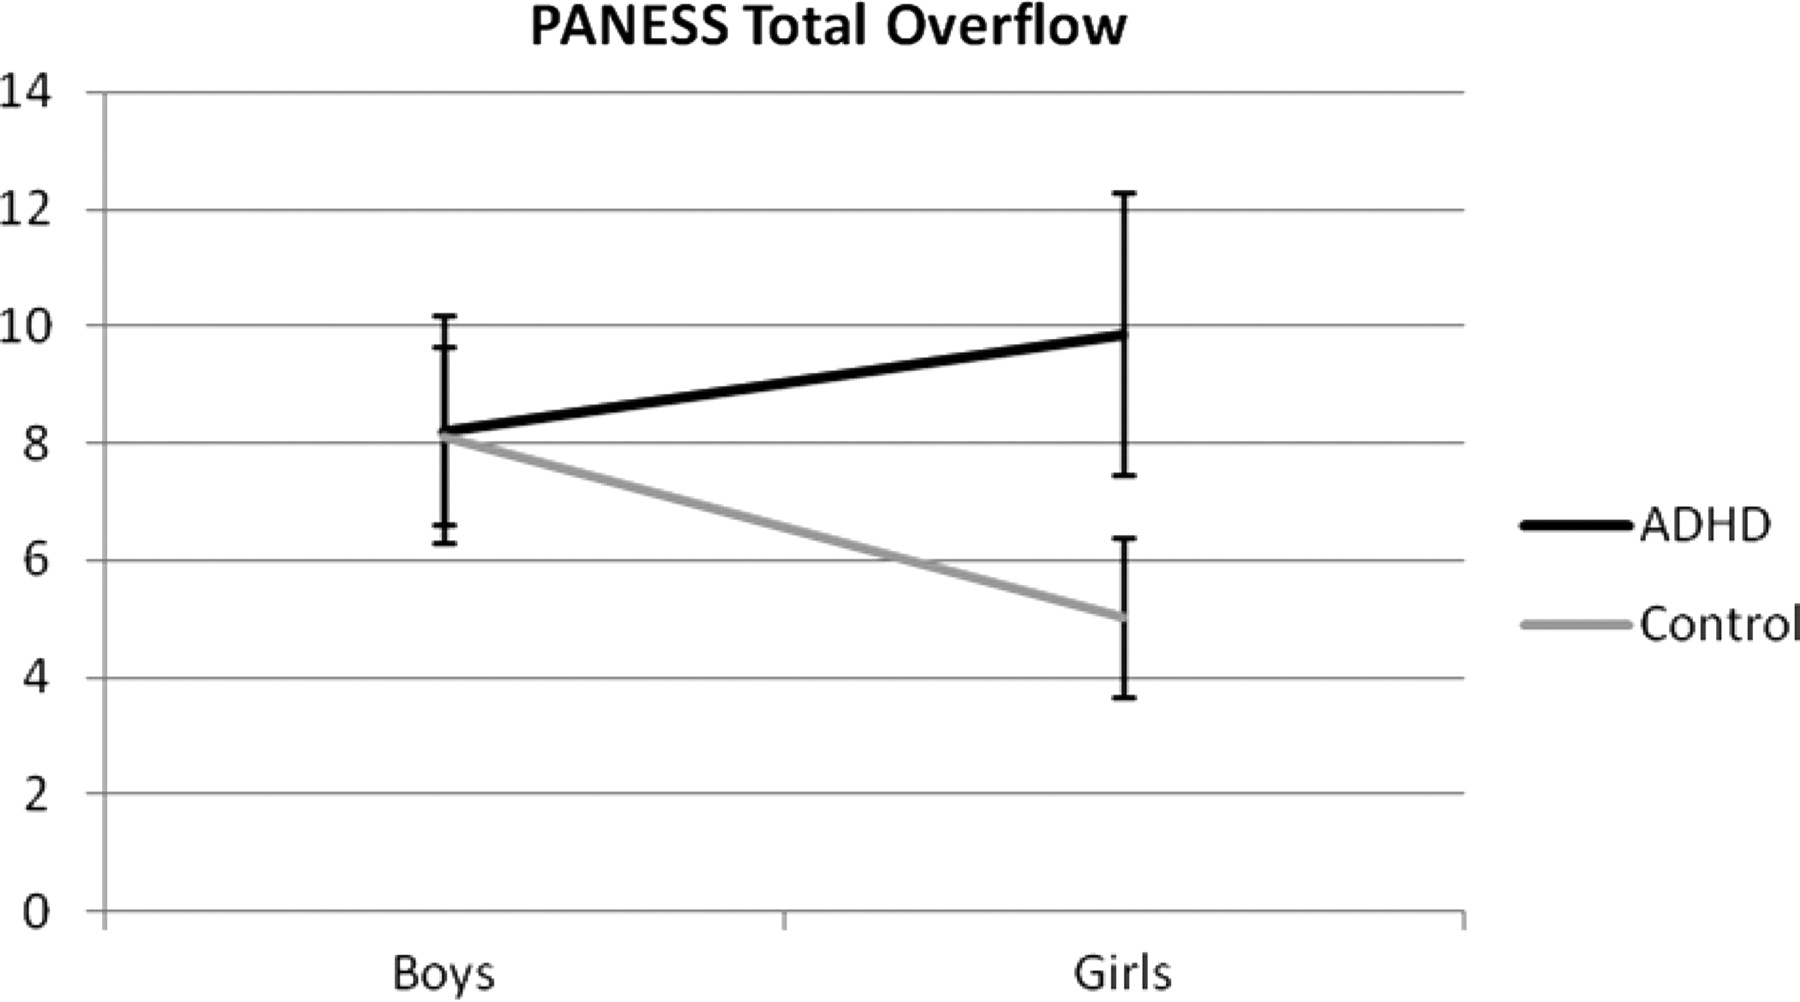 PANESS Total Overflow
14
12
10
8
6
4
2
0
Boys
Girls
ADHD
Control